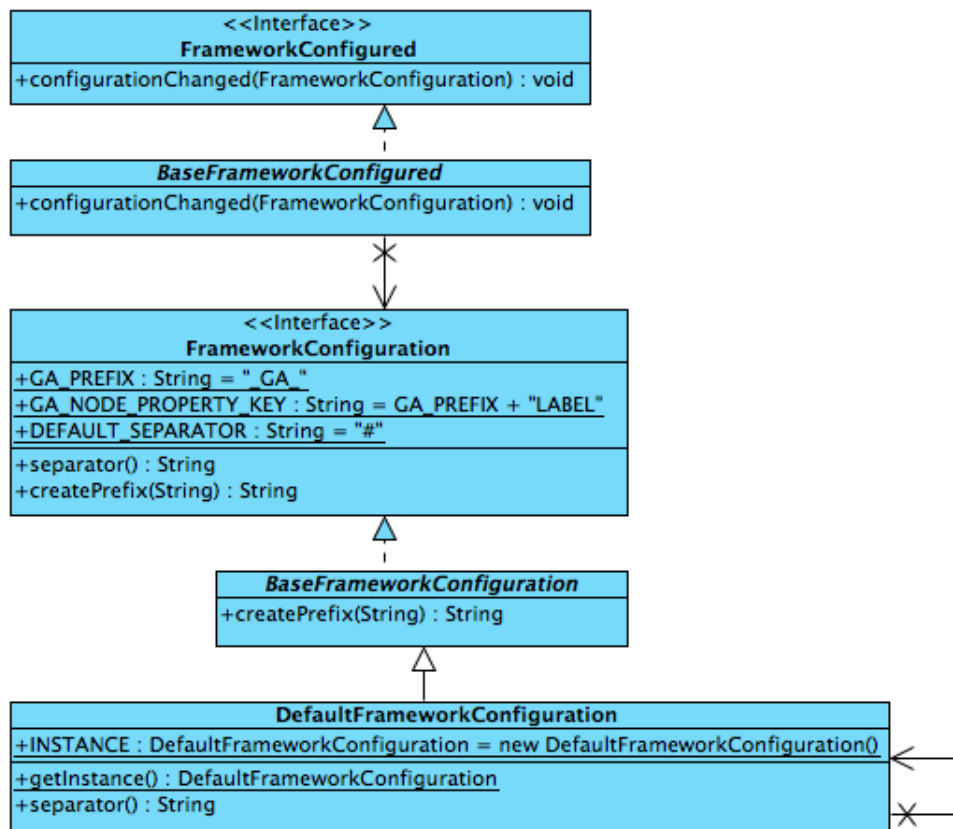 <<Interface>>
FrameworkConfigured
+configurationChanged(FrameworkConfiguration) : void
BaseFrameworkConfigured
+configurationChanged(FrameworkConfiguration) : void
<<Interface>>
FrameworkConfiguration
+GA_PREFIX : String = "_GA_"
+GA_NODE_PROPERTY_KEY : String = GA_PREFIX + "LABEL"
+DEFAULT_SEPARATOR : String = "#"
+separator() : String
+createPrefix(String) : String
BaseFrameworkConfiguration
+createPrefix(String) : String
DefaultFrameworkConfiguration
+INSTANCE : DefaultFrameworkConfiguration = new DefaultFrameworkConfiguration()
+getInstance() : DefaultFrameworkConfiguration
+separator() : String